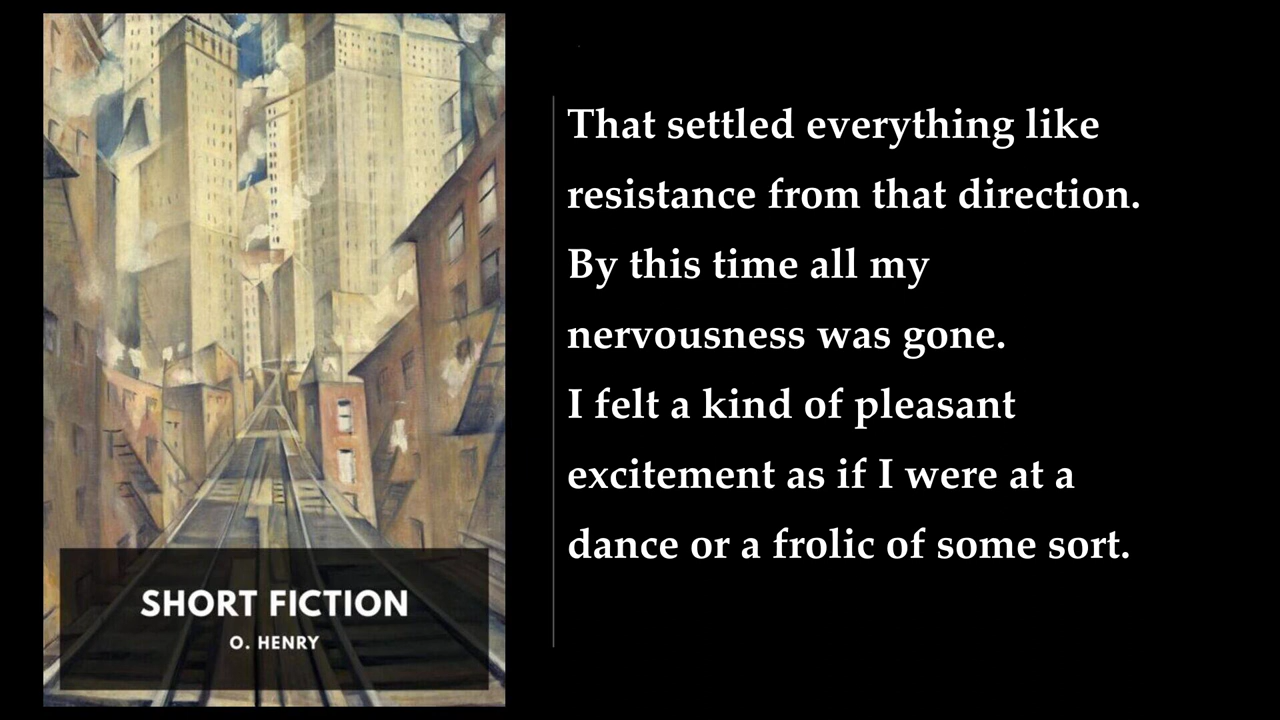 SHORT FICTION
O. HENRY
That settled everything like
resistance from that direction.
By this time all my
nervousness was gone.
I felt a kind of pleasant
excitement as if I were at a
dance or a frolic of some sort.